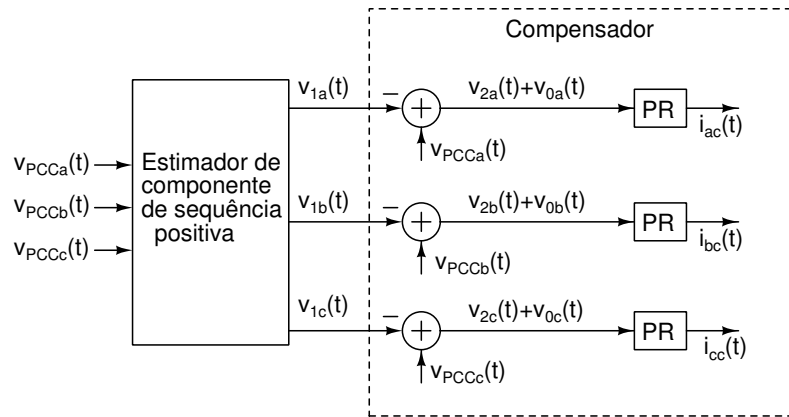 Compensador
v1a(t)
−
+
v2a(t)+v0a(t)
PR
iac(t)
vPCCa(t)
vPCCa(t)
vPCCb(t)
vPCCc(t)
Estimador de
componente
de sequência
positiva
v1b(t)
−
+
v2b(t)+v0b(t)
PR
ibc(t)
vPCCb(t)
v1c(t)
−
+
v2c(t)+v0c(t)
PR
icc(t)
vPCCc(t)